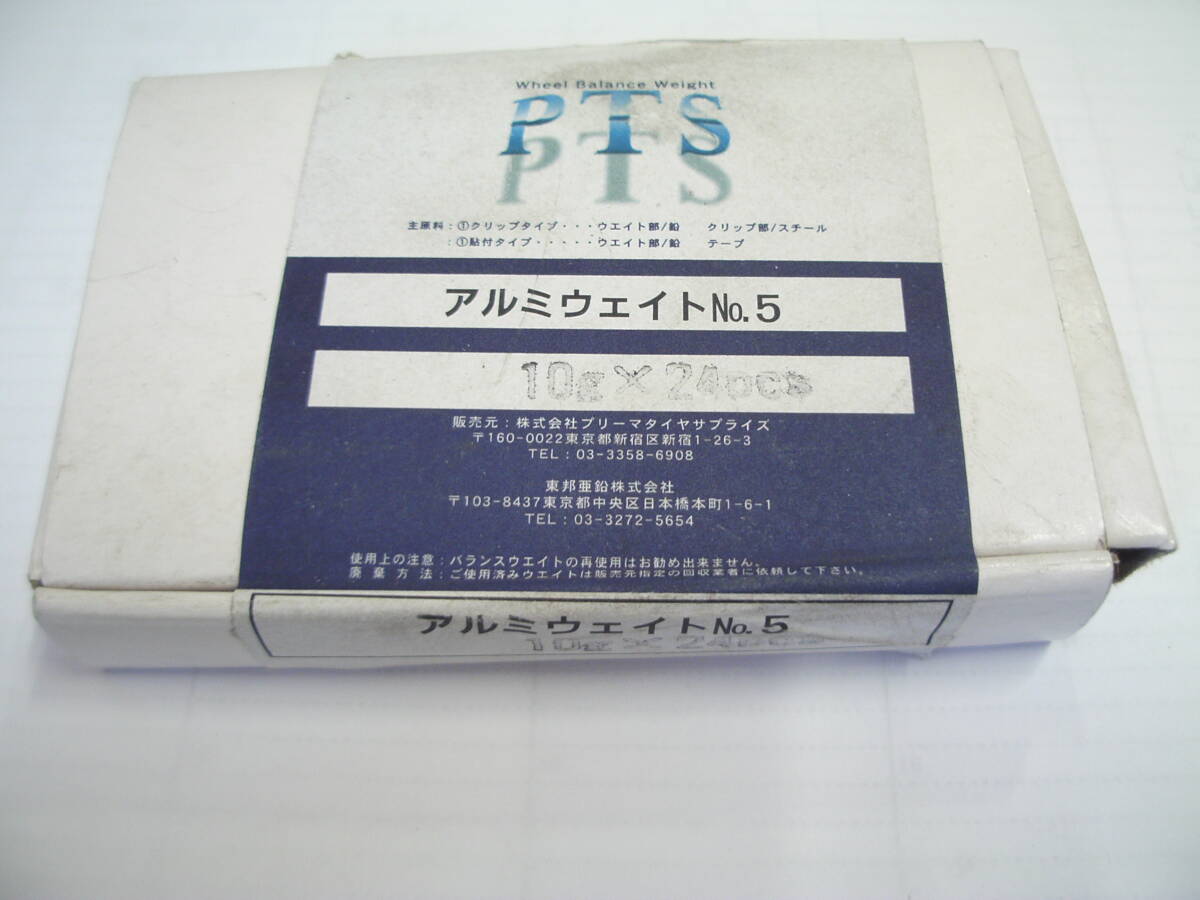 Wheel Balance Weight
PTS
主原料:①クリップタイプ・・・ウエイト部/鉛 クリップ部/スチール
:①貼付タイプ・・・・・ウエイト部/鉛 テープ
アルミウェイトNo.5
10g×24pcs
販売元:株式会社プリーマタイヤサプライズ
〒160-0022東京都新宿区新宿1-26-3
TEL:03-3358-6908
東邦亜鉛株式会社
〒103-8437東京都中央区日本橋本町1-6-1
TEL:03-3272-5654
使用上の注意:バランスウエイトの再使用はお勧め出来ません。
廃棄方法:ご使用済みウエイトは販売先指定の回収業者に依頼して下さい。
アルミウェイトNo.5
10g×24pcs